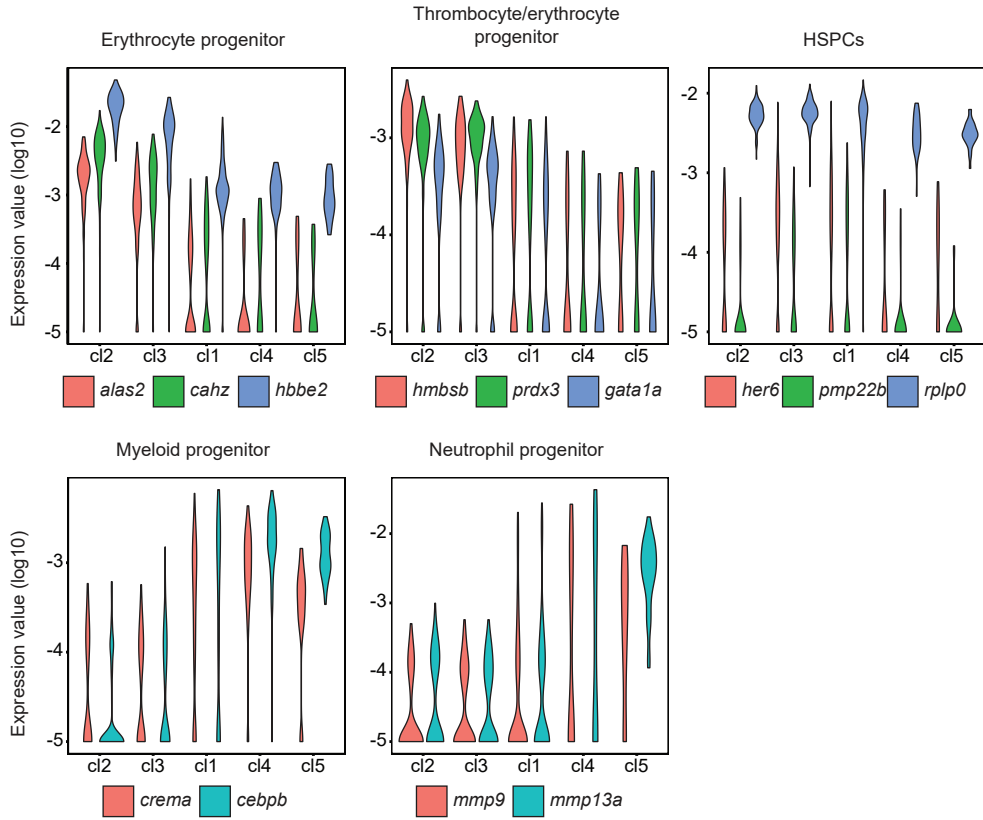 Erythrocyte progenitor
Thrombocyte/erythrocyte
progenitor
HSPCs
Expression value (log10)
-2
-3
-4
-5
cl2 cl3 cl1 cl4 cl5
alas2 cahz hbbe2
-3
-4
-5
cl2 cl3 cl1 cl4 cl5
hmbsb prdx3 gata1a
-2
-3
-4
-5
cl2 cl3 cl1 cl4 cl5
her6 pmp22b rplp0
Myeloid progenitor
Neutrophil progenitor
Expression value (log10)
-3
-4
-5
cl2 cl3 cl1 cl4 cl5
crema cebpb
-2
-3
-4
-5
cl2 cl3 cl1 cl4 cl5
mmp9 mmp13a